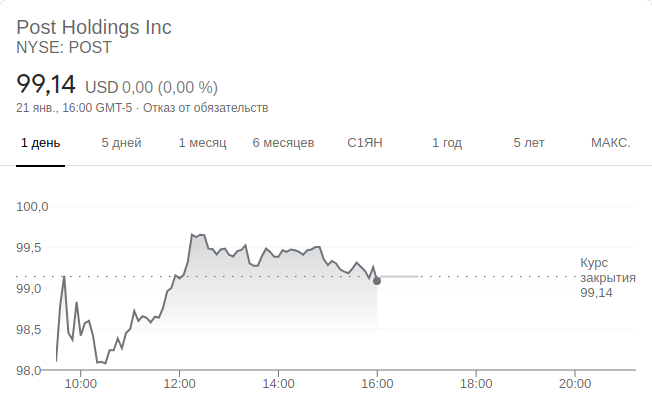 Post Holdings Inc
NYSE: POST
99,14 USD 0,00 (0,00 %)
21 янв., 16:00 GMT-5 · Отказ от обязательств
1 день 5 дней 1 месяц 6 месяцев С1ЯН 1 год 5 лет МАКС.
100,0
99,5
99,0
98,5
98,0
Курс
закрытия
99,14
10:00 12:00 14:00 16:00 18:00 20:00